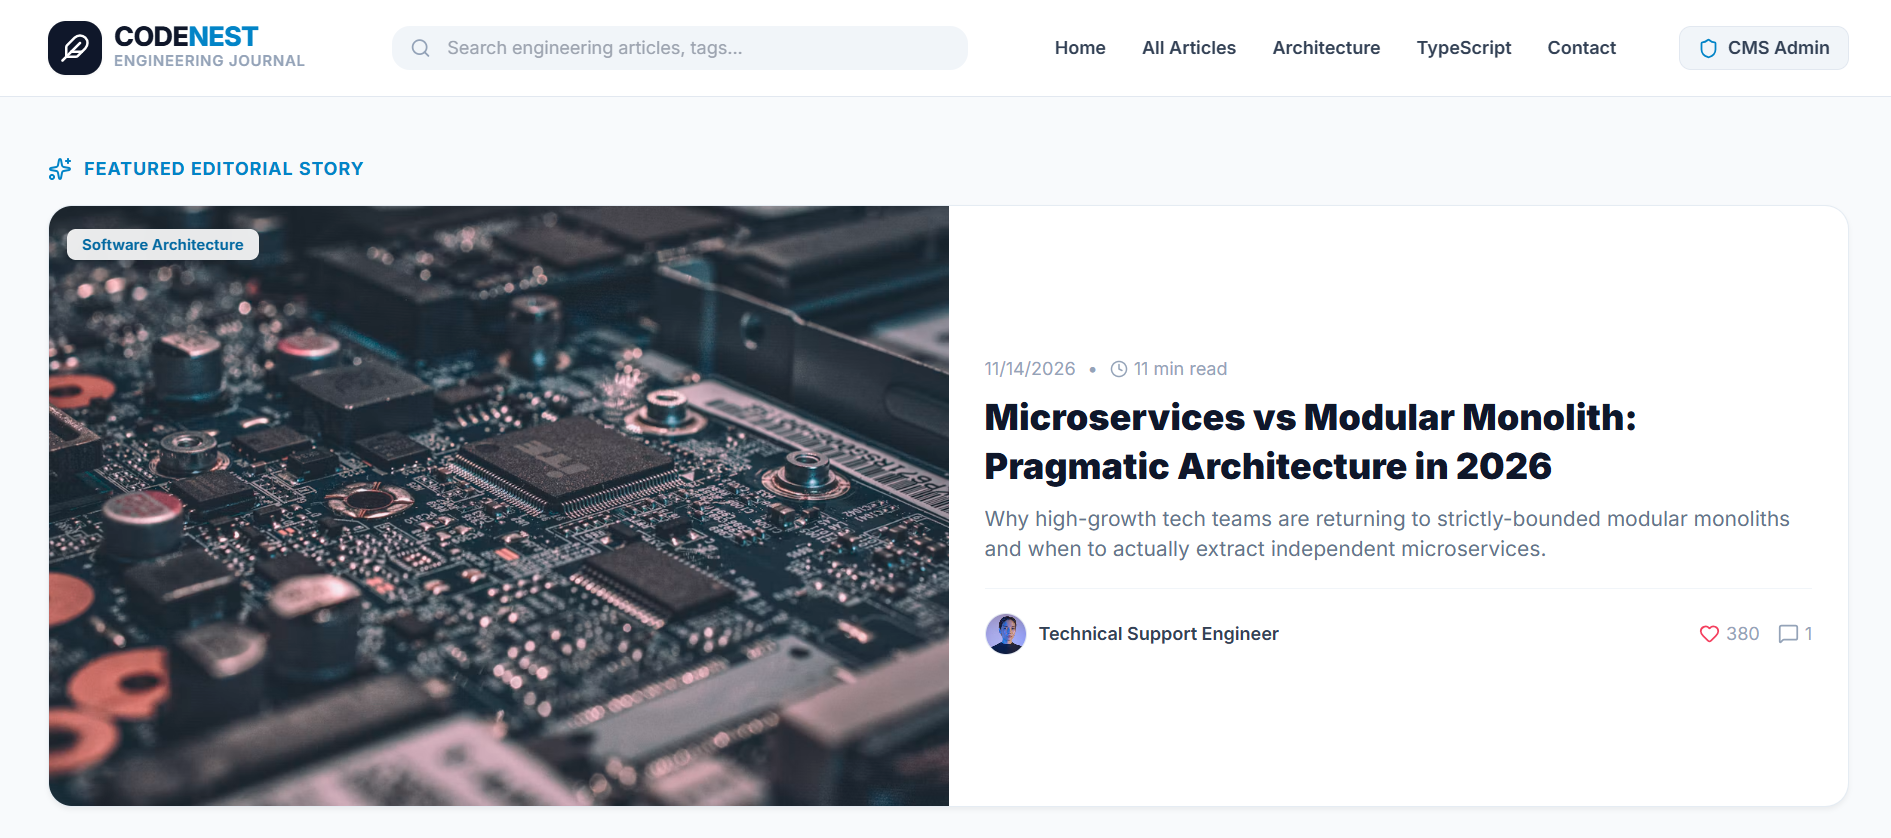 CODENEST
ENGINEERING JOURNAL
Search engineering articles, tags...
Home
All Articles
Architecture
TypeScript
Contact
CMS Admin
FEATURED EDITORIAL STORY
Software Architecture
11/14/2026 • 11 min read
Microservices vs Modular Monolith:
Pragmatic Architecture in 2026
Why high-growth tech teams are returning to strictly-bounded modular monoliths
and when to actually extract independent microservices.
Technical Support Engineer
380
1